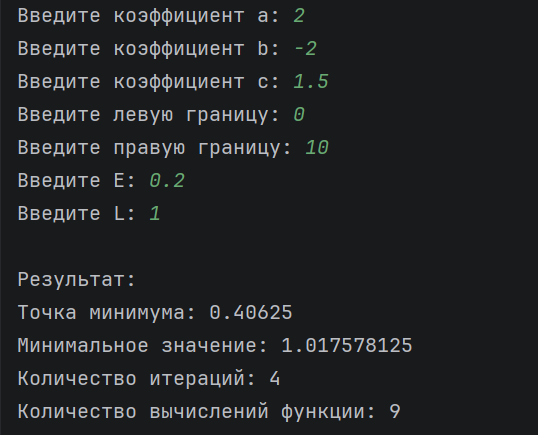 Введите коэффициент a: 2
Введите коэффициент b: -2
Введите коэффициент c: 1.5
Введите левую границу: 0
Введите правую границу: 10
Введите E: 0.2
Введите L: 1
Результат:
Точка минимума: 0.40625
Минимальное значение: 1.017578125
Количество итераций: 4
Количество вычислений функции: 9